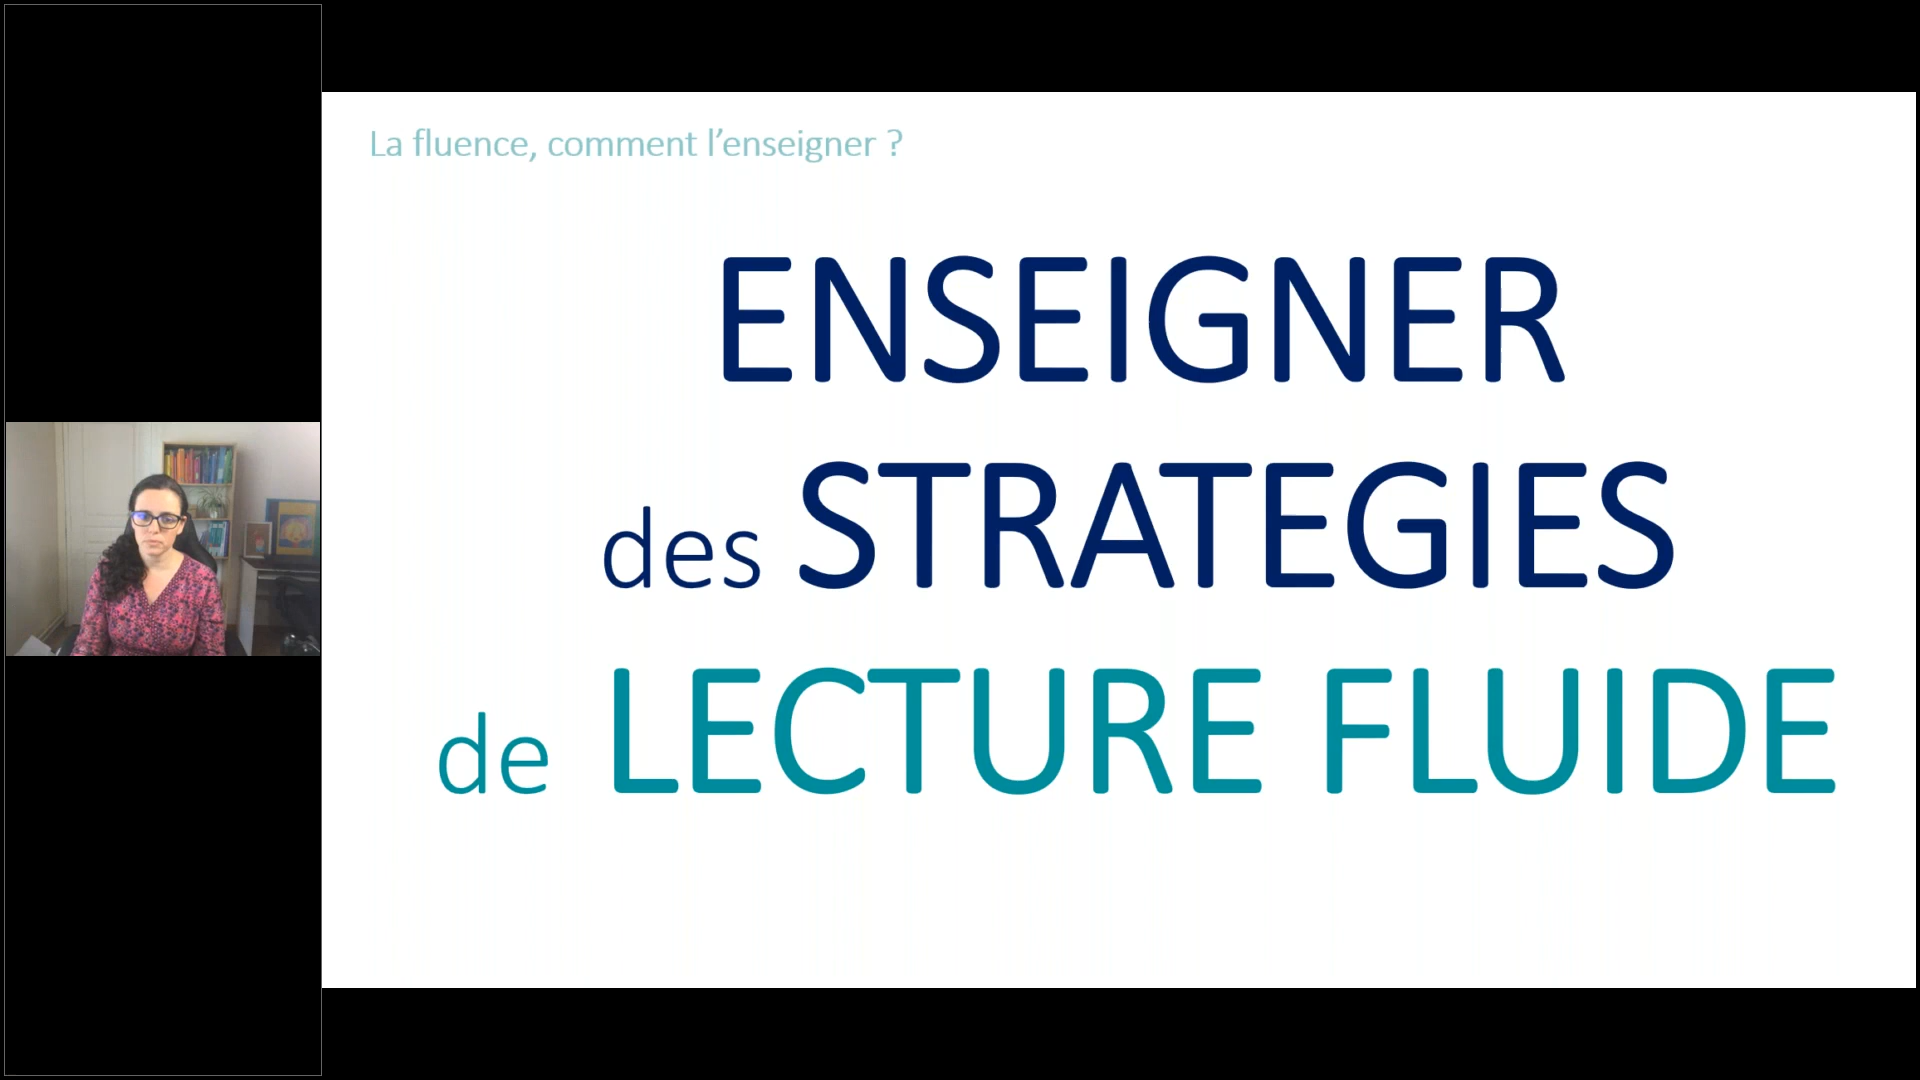 La fluence, comment l’enseigner ?
ENSEIGNER
des STRATEGIES
de LECTURE FLUIDE